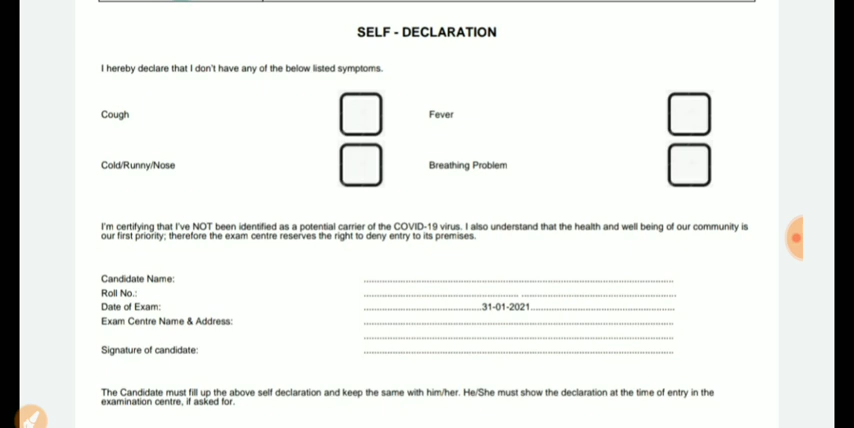 SELF - DECLARATION
I hereby declare that I don't have any of the below listed symptoms.
Cough Fever
Cold/Runny/Nose Breathing Problem
I'm certifying that I've NOT been identified as a potential carrier of the COVID-19 virus. I also understand that the health and well being of our community is
our first priority; therefore the exam centre reserves the right to deny entry to its premises.
Candidate Name:
Roll No.:
Date of Exam: 31-01-2021
Exam Centre Name & Address:
Signature of candidate:
The Candidate must fill up the above self declaration and keep the same with him/her. He/She must show the declaration at the time of entry in the
examination centre, if asked for.